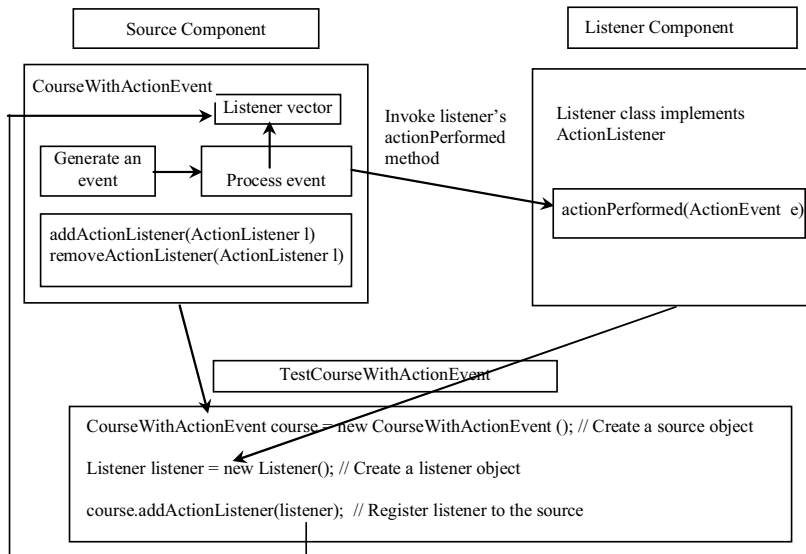 Source Component
Listener Component
CourseWithActionEvent
Listener vector
Generate an
event
Process event
addActionListener(ActionListener l)
removeActionListener(ActionListener l)
Invoke listener's
actionPerformed
method
Listener class implements
ActionListener
actionPerformed(ActionEvent e)
TestCourseWithActionEvent
CourseWithActionEvent course = new CourseWithActionEvent (); // Create a source object
Listener listener = new Listener(); // Create a listener object
course.addActionListener(listener); // Register listener to the source